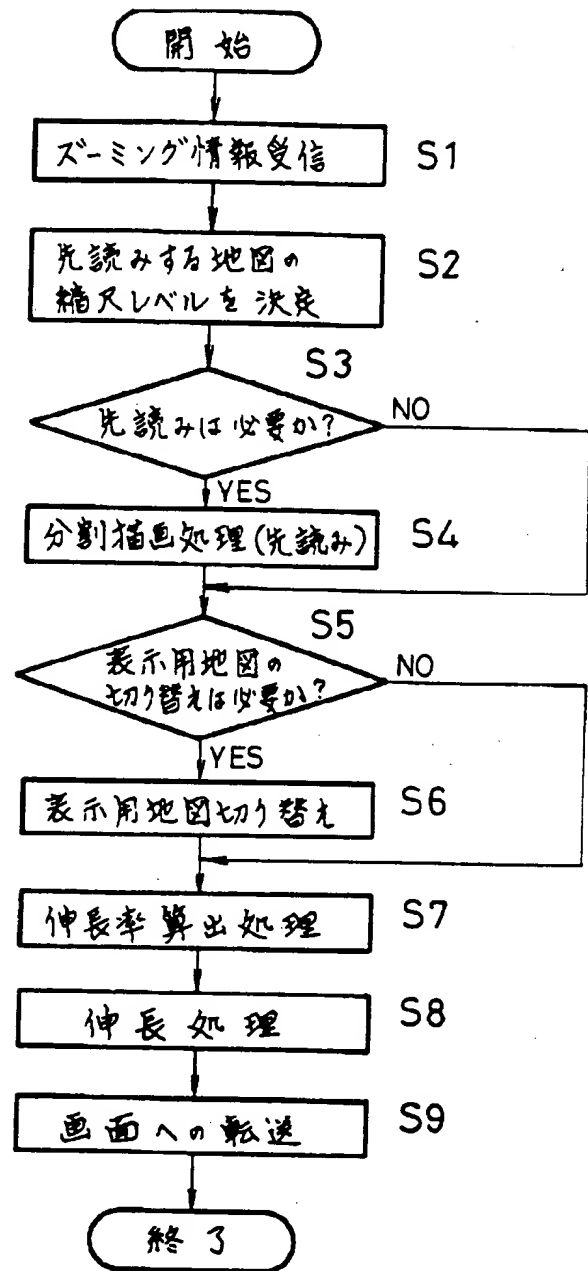 開始
ズーミング情報受信
S1
先読みする地図の
縮尺レベルを決定
S2
S3
先読みは必要か?
NO
YES
分割描画処理(先読み)
S4
S5
表示用地図の
切り替えは必要か?
NO
YES
表示用地図切り替え
S6
伸長率算出処理
S7
伸長処理
S8
画面への転送
S9
終了